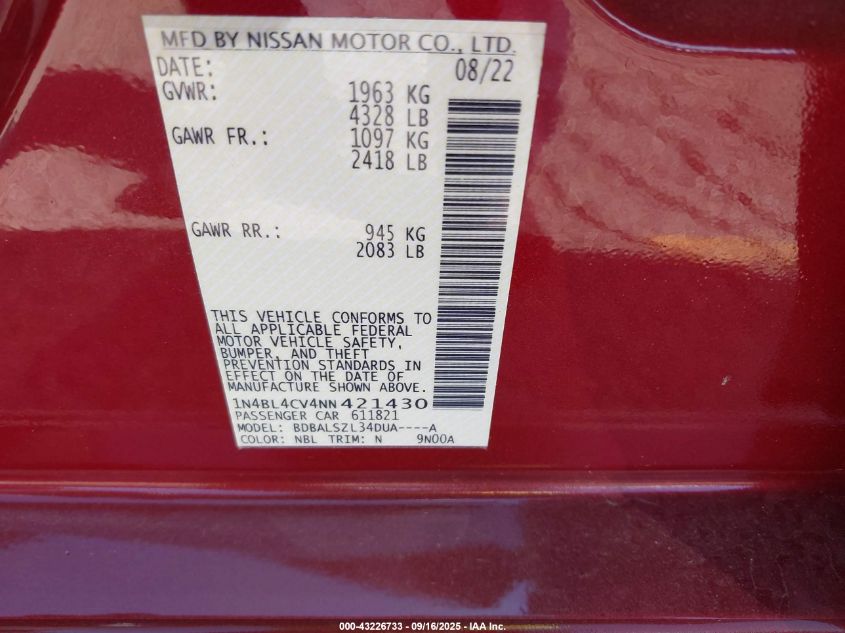 MFD BY NISSAN MOTOR CO., LTD.
DATE: 08/22
GVWR: 1963 KG
4328 LB
GAWR FR.: 1097 KG
2418 LB
GAWR RR.: 945 KG
2083 LB
THIS VEHICLE CONFORMS TO
ALL APPLICABLE FEDERAL
MOTOR VEHICLE SAFETY,
BUMPER, AND THEFT
PREVENTION STANDARDS IN
EFFECT ON THE DATE OF
MANUFACTURE SHOWN ABOVE.
1N4BL4CV4NN421430
PASSENGER CAR 611821
MODEL: BDBALSZL34DUA----A
COLOR: NBL TRIM: N 9N00A
000-43226733 - 09/16/2025 - IAA Inc.